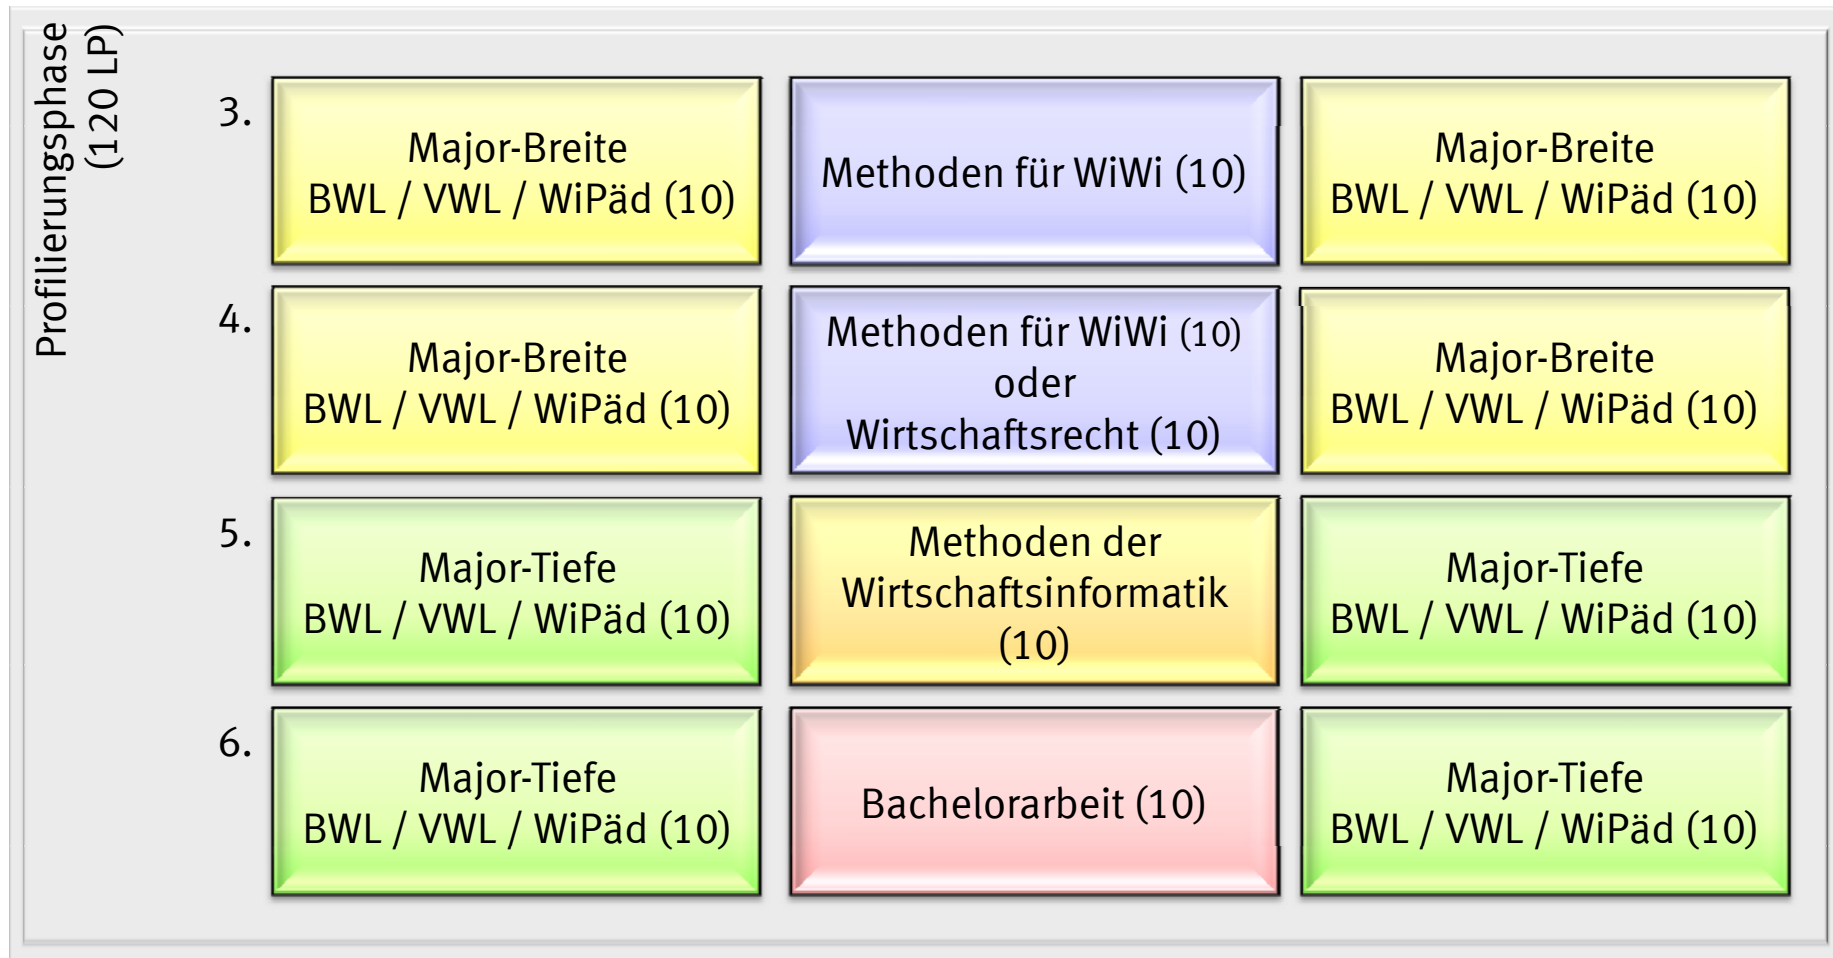 Profilierungsphase
(120 LP)
3.
Major-Breite
BWL / VWL / WiPäd (10)
Methoden für WiWi (10)
Major-Breite
BWL / VWL / WiPäd (10)
4.
Major-Breite
BWL / VWL / WiPäd (10)
Methoden für WiWi (10)
oder
Wirtschaftsrecht (10)
Major-Breite
BWL / VWL / WiPäd (10)
5.
Major-Tiefe
BWL / VWL / WiPäd (10)
Methoden der
Wirtschaftsinformatik
(10)
Major-Tiefe
BWL / VWL / WiPäd (10)
6.
Major-Tiefe
BWL / VWL / WiPäd (10)
Bachelorarbeit (10)
Major-Tiefe
BWL / VWL / WiPäd (10)